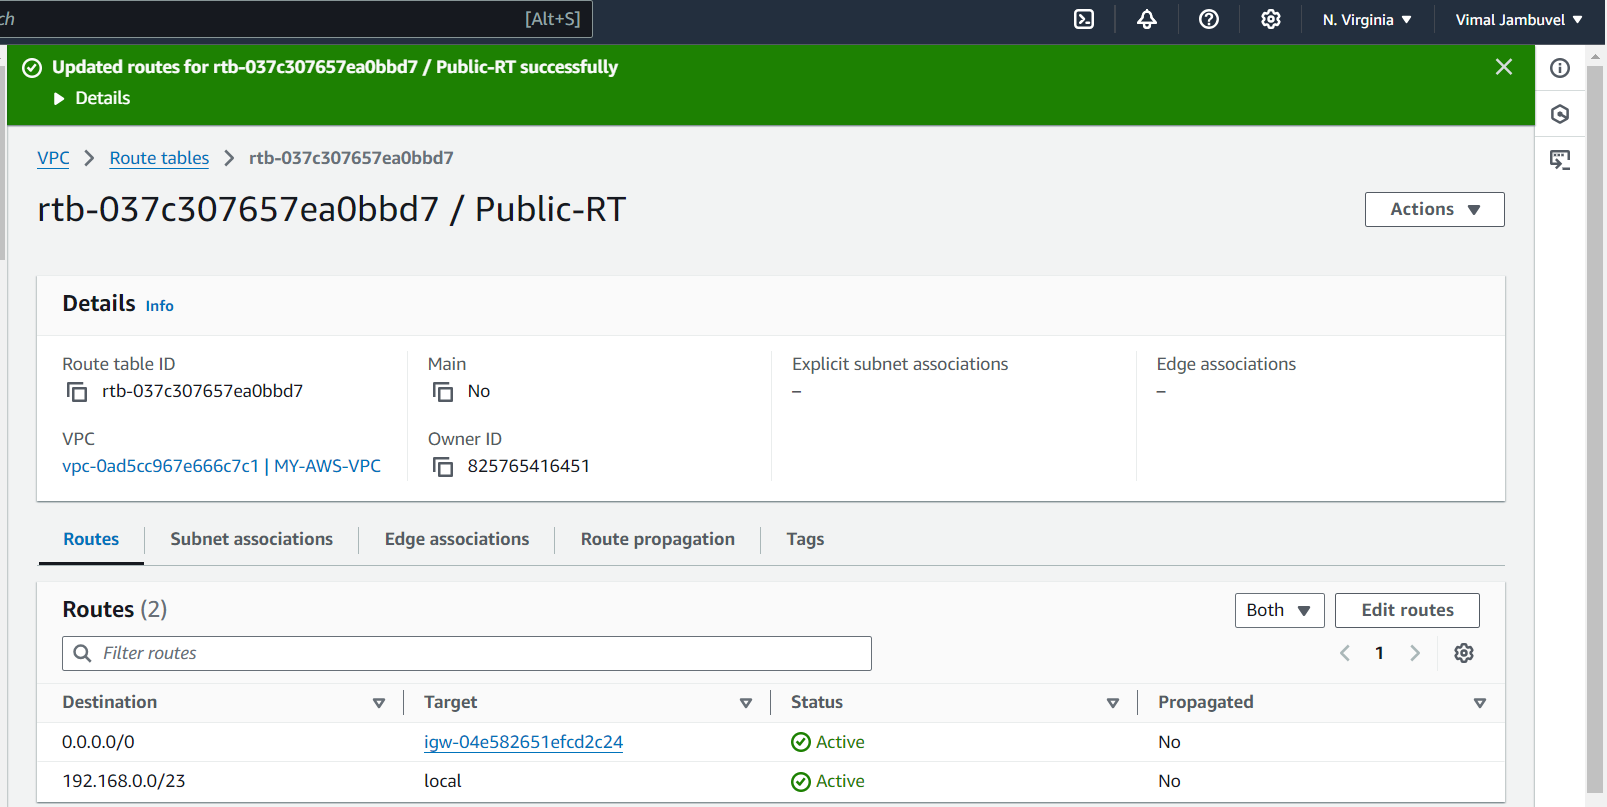 ch [Alt+S] N. Virginia Vimal Jambuvel
Updated routes for rtb-037c307657ea0bbd7 / Public-RT successfully
Details
VPC Route tables rtb-037c307657ea0bbd7
rtb-037c307657ea0bbd7 / Public-RT Actions
Details Info
Route table ID Main Explicit subnet associations Edge associations
rtb-037c307657ea0bbd7 No – –
VPC Owner ID
vpc-0ad5cc967e666c7c1 | MY-AWS-VPC 825765416451
Routes Subnet associations Edge associations Route propagation Tags
Routes (2) Both Edit routes
Filter routes 1
Destination Target Status Propagated
0.0.0.0/0 igw-04e582651efcd2c24 Active No
192.168.0.0/23 local Active No